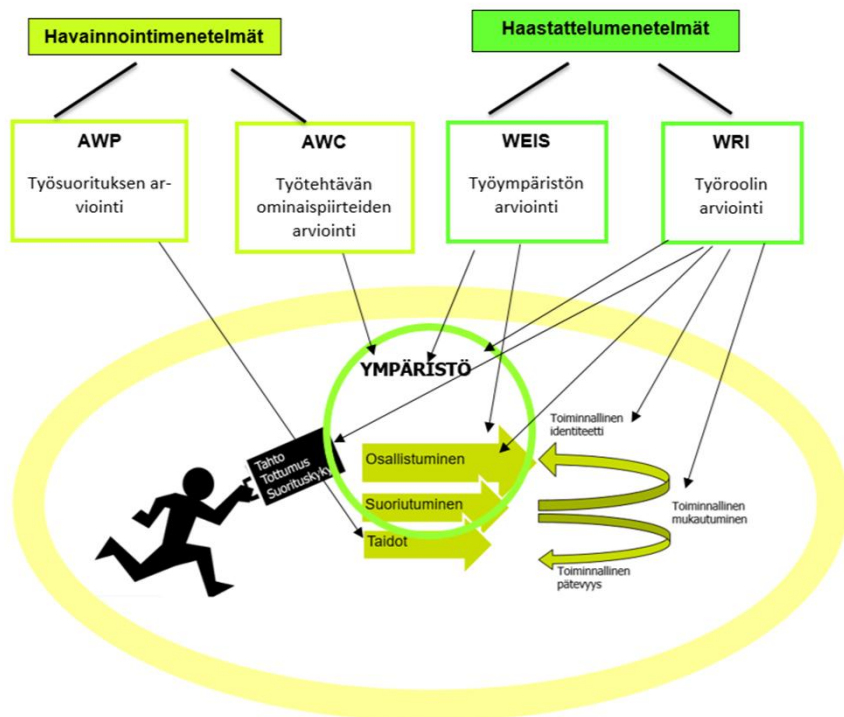 Havainnointimenetelmät
Haastattelumenetelmät
AWP
Työsuorituksen ar-
viointi
AWC
Työtehtävän
ominaispiirteiden
arviointi
WEIS
Työympäristön
arviointi
WRI
Työroolin
arviointi
YMPÄRISTÖ
Tahto
Tottumus
Suorituskyky
Osallistuminen
Suoriutuminen
Taidot
Toiminnallinen
identiteetti
Toiminnallinen
mukautuminen
Toiminnallinen
pätevyys